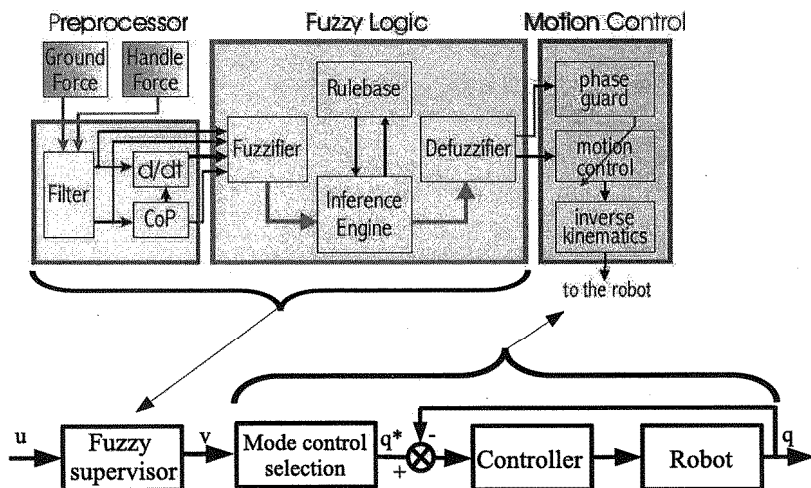 Preprocessor
Fuzzy Logic
Motion Control
Ground
Force
Handle
Force
Filter
d/dt
CoP
Fuzzifier
Rulebase
Inference
Engine
Defuzzifier
phase
guard
motion
control
inverse
kinematics
to the robot
u
Fuzzy
supervisor
v
Mode control
selection
q*
+
-
Controller
Robot
q